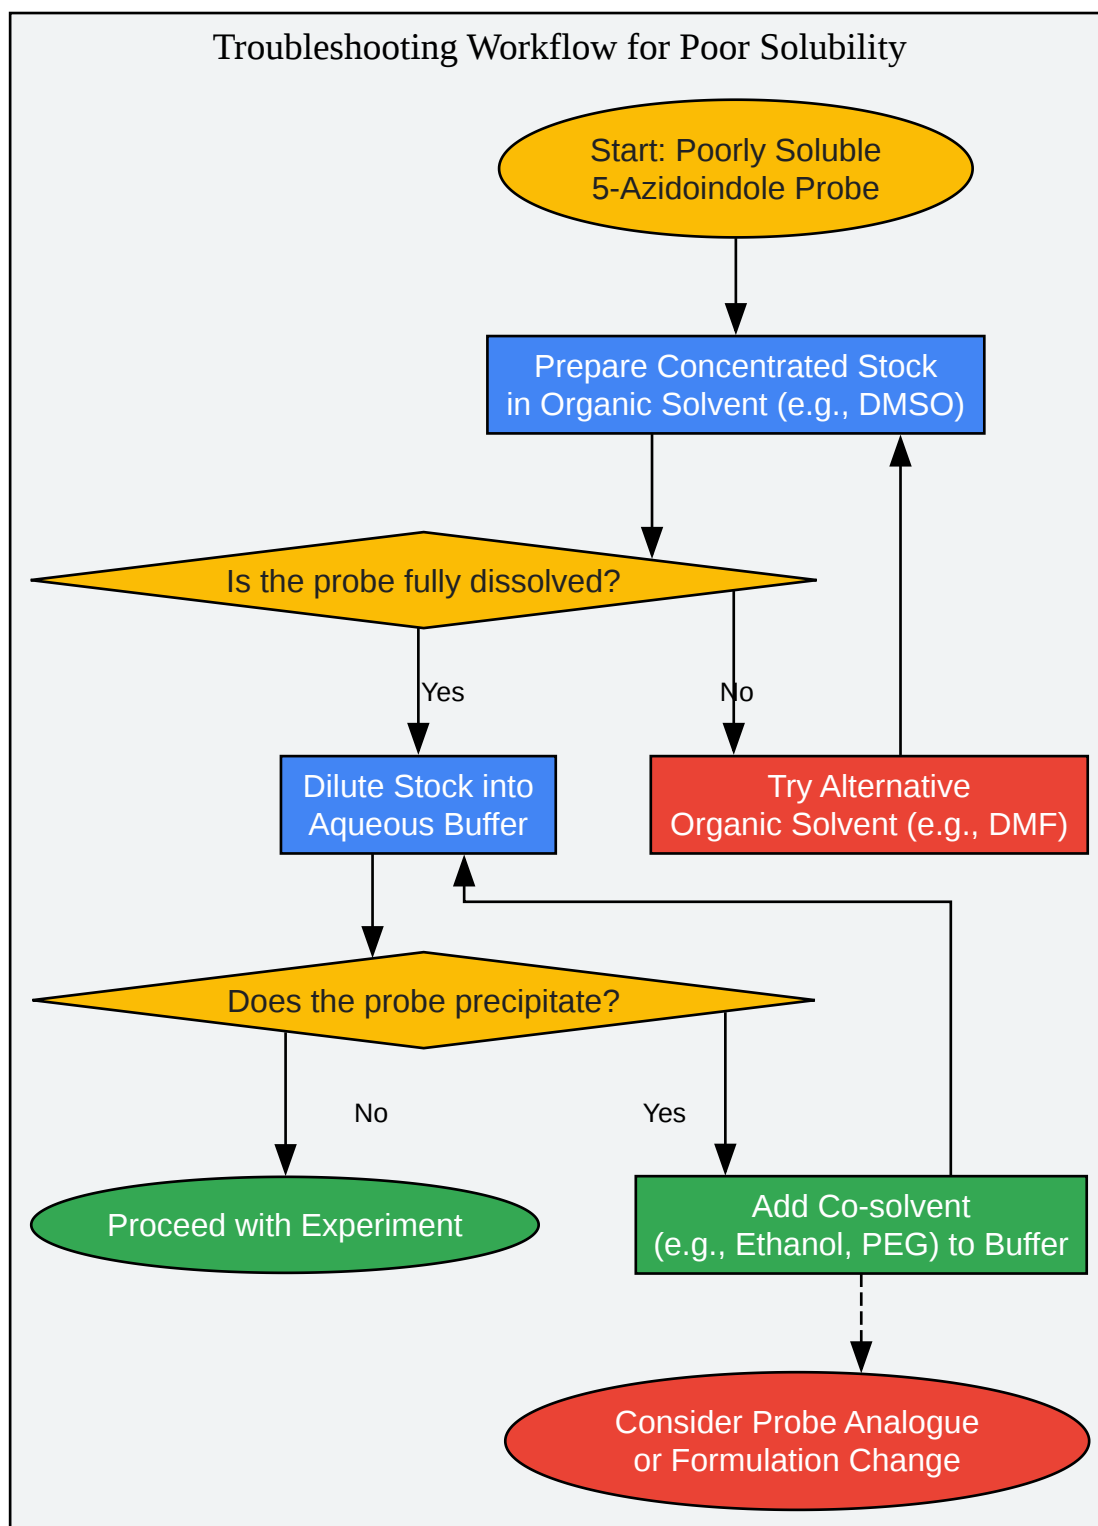 Troubleshooting Workflow for Poor Solubility
Start: Poorly Soluble
5-Azidoindole Probe
Prepare Concentrated Stock
in Organic Solvent (e.g., DMSO)
Is the probe fully dissolved?
Yes
No
Dilute Stock into
Aqueous Buffer
Try Alternative
Organic Solvent (e.g., DMF)
Does the probe precipitate?
No
Yes
Proceed with Experiment
Add Co-solvent
(e.g., Ethanol, PEG) to Buffer
Consider Probe Analogue
or Formulation Change